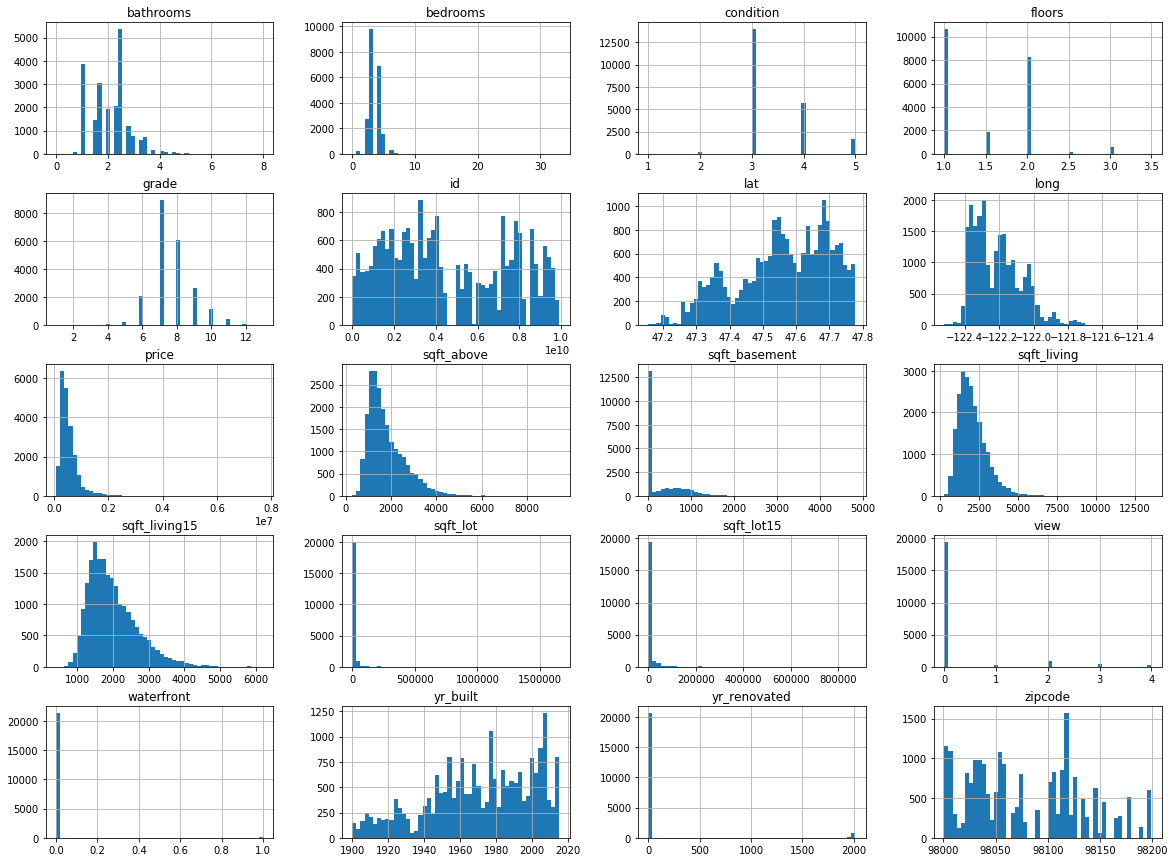 bathrooms bedrooms condition floors
5000 10000 12500 10000
4000 8000 10000 8000
3000 6000 7500 6000
2000 4000 5000 4000
1000 2000 2500 2000
0 0 0 0
0 2 4 6 8 0 10 20 30 1 2 3 4 5 1.0 1.5 2.0 2.5 3.0 3.5
grade id lat long
8000 800 1000 2000
6000 600 800 1500
4000 400 600 1000
2000 200 400 500
0 0 200 0
0
2 4 6 8 10 12 0.0 0.2 0.4 0.6 0.8 1.0 47.2 47.3 47.4 47.5 47.6 47.7 47.8 −122.4 −122.2 −122.0 −121.8 −121.6 −121.4
1e10
price sqft_above sqft_basement sqft_living
6000 2500 12500 3000
4000 2000 10000 2000
2000 1500 7500 1000
0 1000 5000 0
500 2500
0 0
0.0 0.2 0.4 0.6 0.8 0 2000 4000 6000 8000 0 1000 2000 3000 4000 5000 0 2500 5000 7500 10000 12500
1e7
sqft_living15 sqft_lot sqft_lot15 view
2000 20000 20000 20000
1500 15000 15000 15000
1000 10000 10000 10000
500 5000 5000 5000
0 0 0 0
1000 2000 3000 4000 5000 6000 0 500000 1000000 1500000 0 200000 400000 600000 800000 0 1 2 3 4
waterfront yr_built yr_renovated zipcode
20000 1250 20000 1500
15000 1000 15000 1000
10000 750 10000 500
5000 500 5000 0
0 250 0
0
0.0 0.2 0.4 0.6 0.8 1.0 1900 1920 1940 1960 1980 2000 2020 0 500 1000 1500 2000 98000 98050 98100 98150 98200